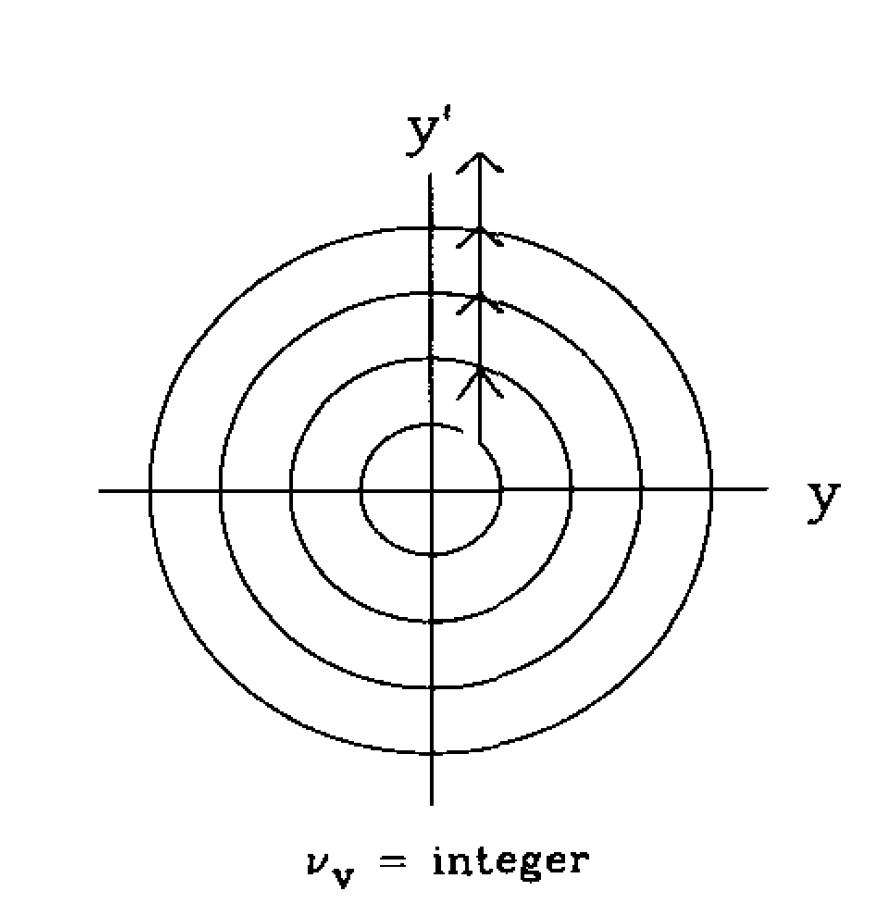 y'
y
ν_v = integer